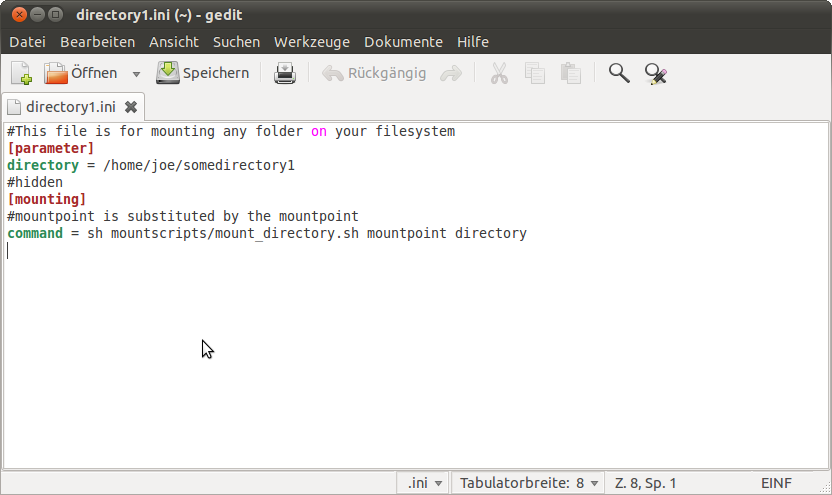 directory1.ini (~) - gedit
Datei Bearbeiten Ansicht Suchen Werkzeuge Dokumente Hilfe
Öffnen Speichern Rückgängig
directory1.ini
#This file is for mounting any folder on your filesystem
[parameter]
directory = /home/joe/somedirectory1
#hidden
[mounting]
#mountpoint is substituted by the mountpoint
command = sh mountscripts/mount_directory.sh mountpoint directory
.ini Tabulatorbreite: 8 Z. 8, Sp. 1 EINF